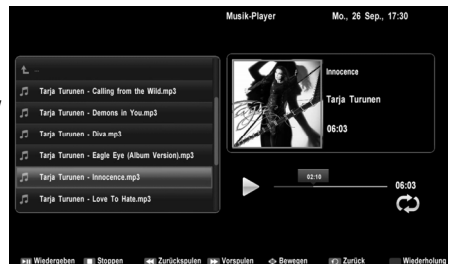 Musik-Player
Mo., 26 Sep., 17:30
..
Tarja Turunen - Calling from the Wild.mp3
Tarja Turunen - Demons in You.mp3
Tarja Turunen - Diva.mp3
Tarja Turunen - Eagle Eye (Album Version).mp3
Tarja Turunen - Innocence.mp3
Tarja Turunen - Love To Hate.mp3
Innocence
Tarja Turunen
06:03
02:10
06:03
Wiedergeben Stoppen Zurückspulen Vorspulen Bewegen Zurück Wiederholung